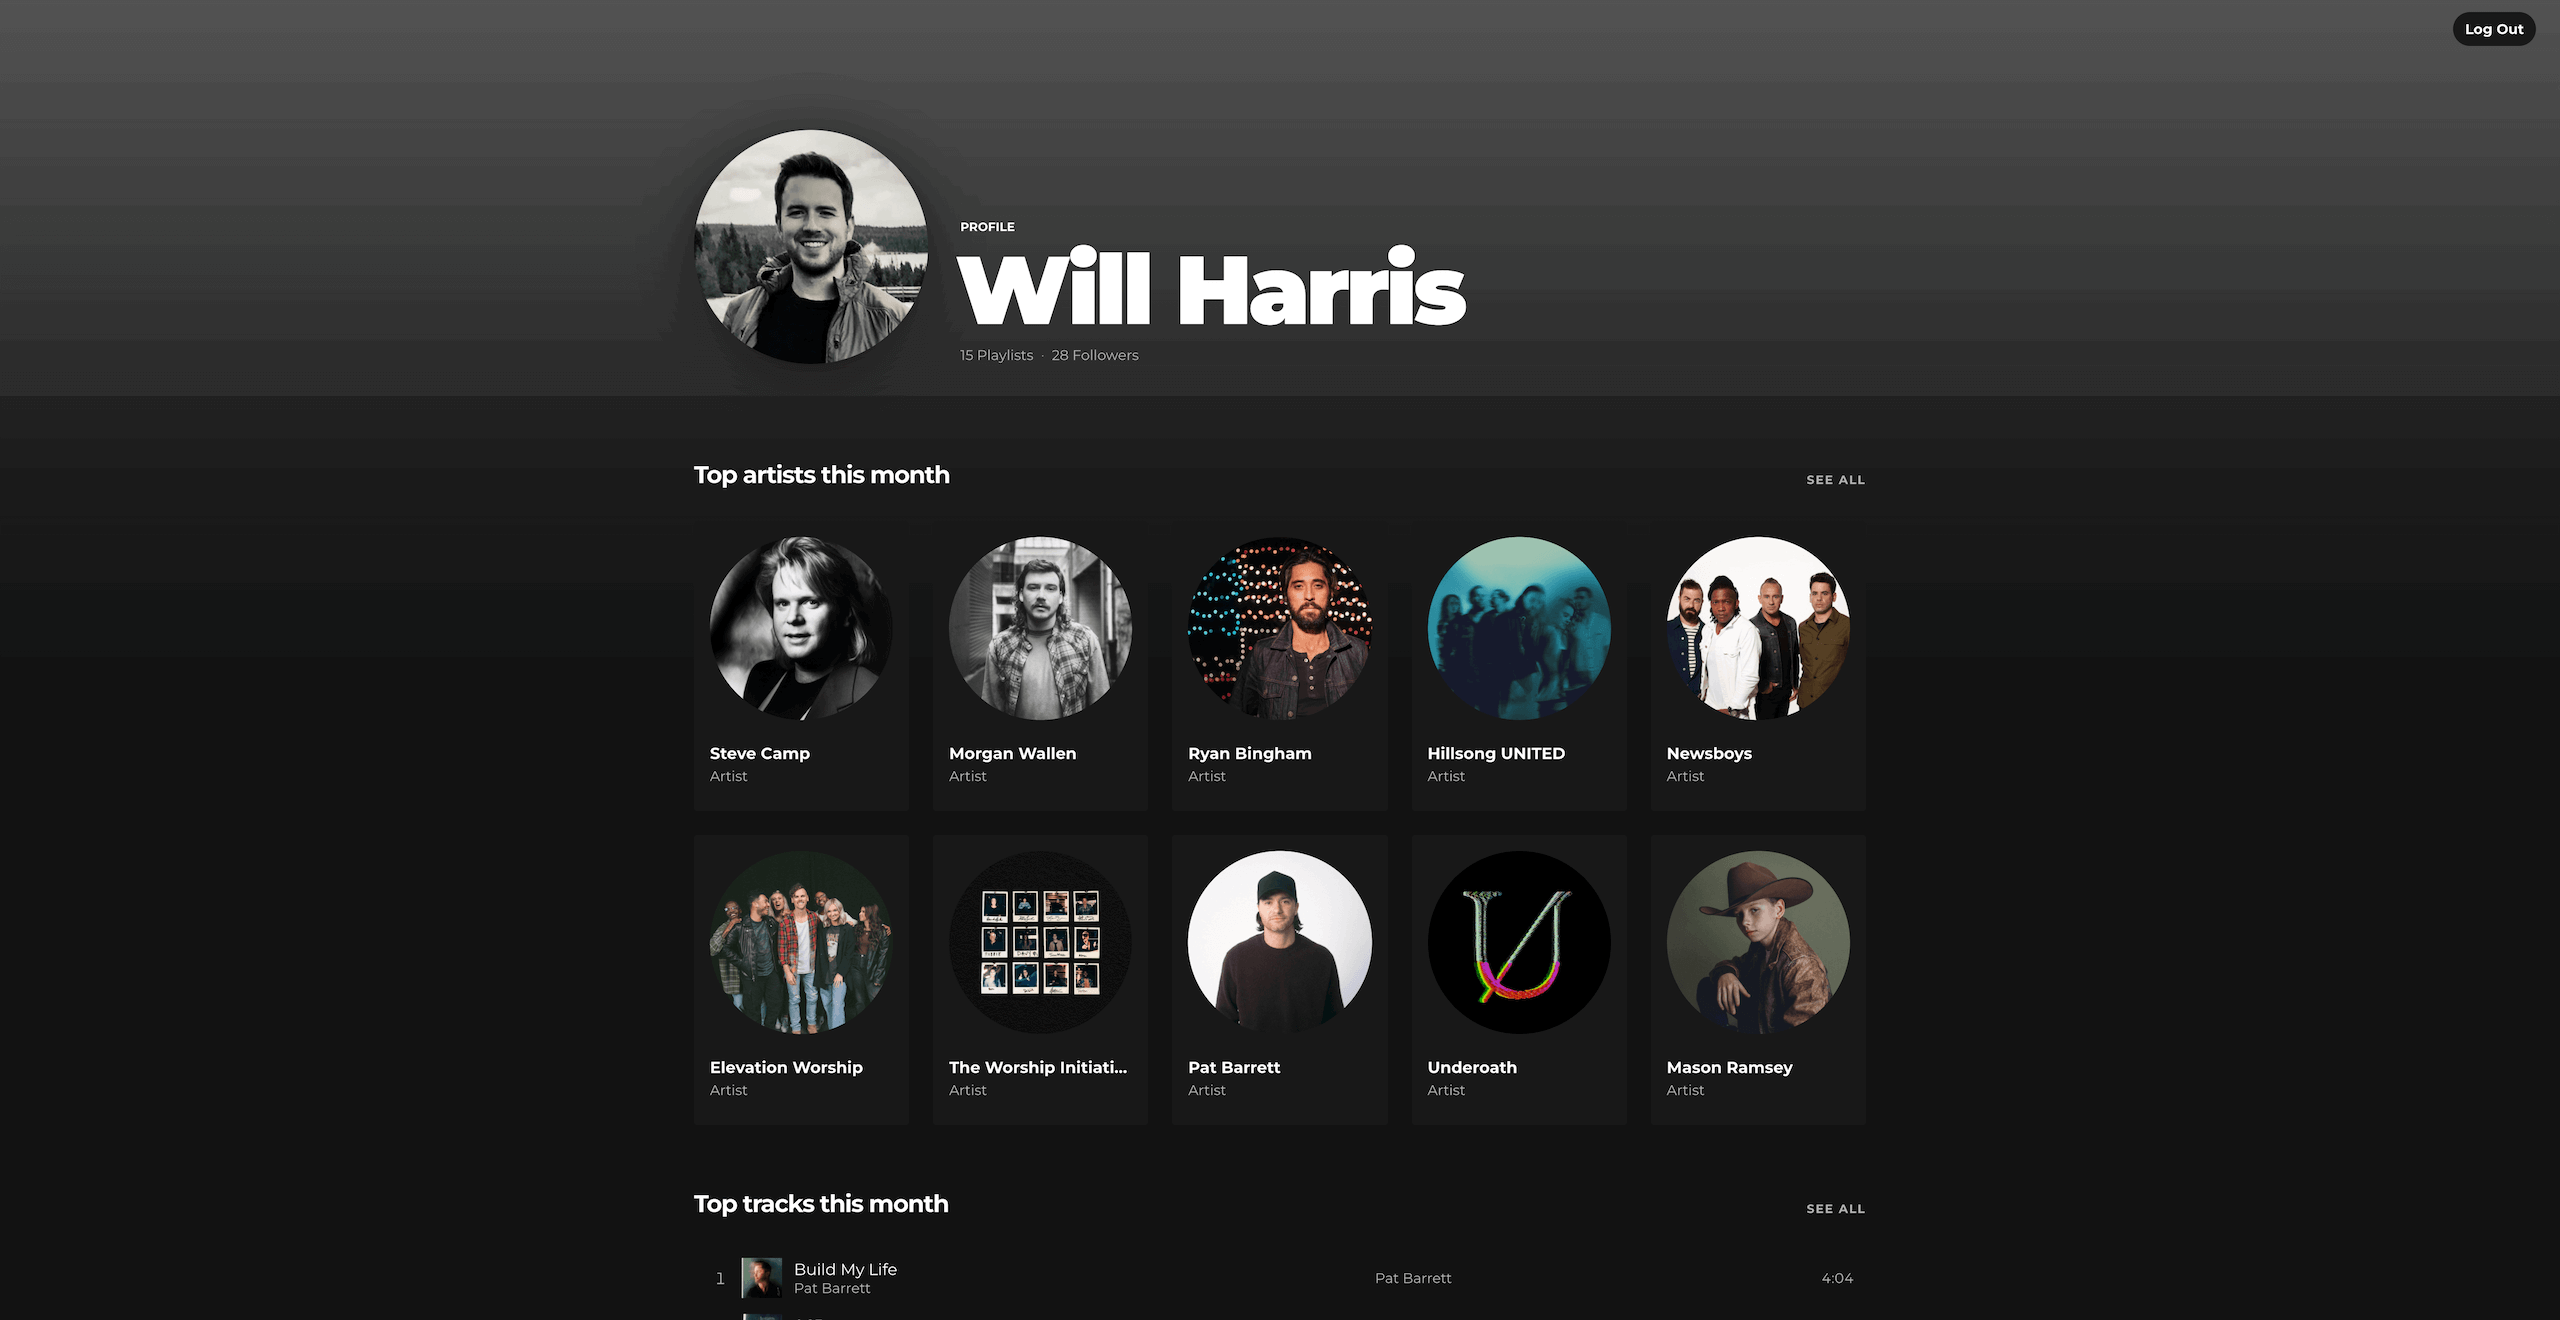 Log Out
PROFILE
Will Harris
15 Playlists · 28 Followers
Top artists this month
SEE ALL
Steve Camp
Artist
Morgan Wallen
Artist
Ryan Bingham
Artist
Hillsong UNITED
Artist
Newsboys
Artist
Elevation Worship
Artist
The Worship Initiati...
Artist
Pat Barrett
Artist
Underoath
Artist
Mason Ramsey
Artist
Top tracks this month
SEE ALL
1
Build My Life
Pat Barrett
Pat Barrett
4:04